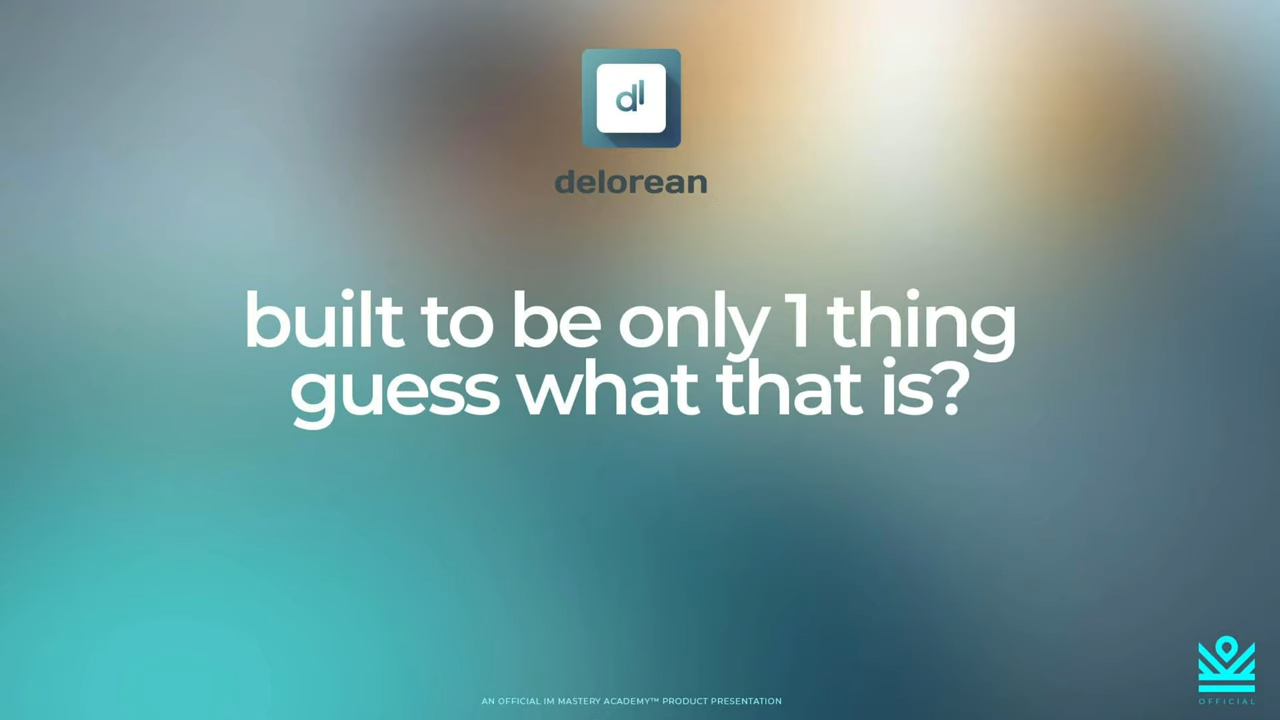 dl
delorean
built to be only 1 thing
guess what that is?
AN OFFICIAL IM MASTERY ACADEMY™ PRODUCT PRESENTATION
OFFICIAL